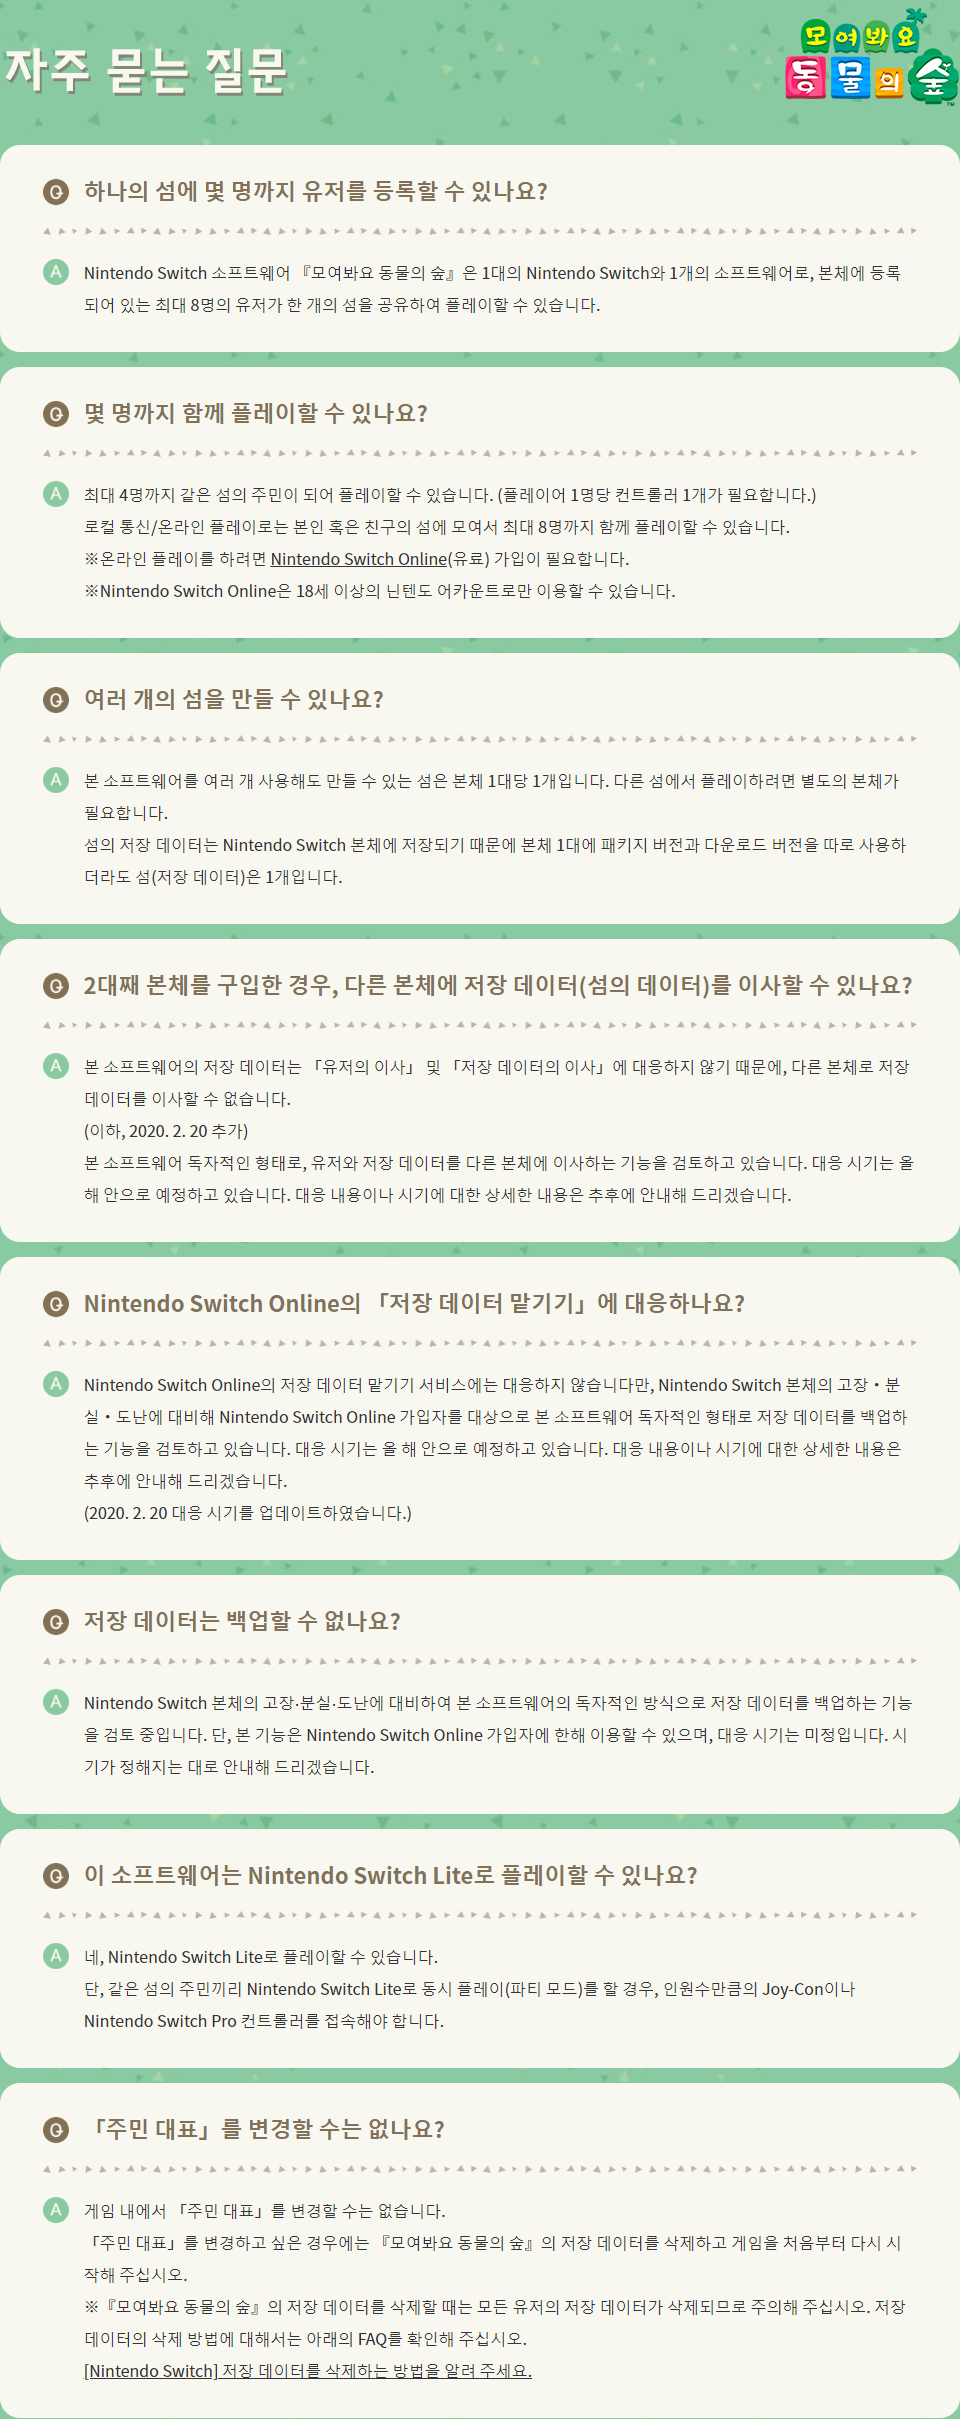 자주 묻는 질문
모여봐요
동물의 숲
TM
Q 하나의 섬에 몇 명까지 유저를 등록할 수 있나요?
A Nintendo Switch 소프트웨어 『모여봐요 동물의 숲』은 1대의 Nintendo Switch와 1개의 소프트웨어로, 본체에 등록
되어 있는 최대 8명의 유저가 한 개의 섬을 공유하여 플레이할 수 있습니다.
Q 몇 명까지 함께 플레이할 수 있나요?
A 최대 4명까지 같은 섬의 주민이 되어 플레이할 수 있습니다. (플레이어 1명당 컨트롤러 1개가 필요합니다.)
로컬 통신/온라인 플레이로는 본인 혹은 친구의 섬에 모여서 최대 8명까지 함께 플레이할 수 있습니다.
※온라인 플레이를 하려면 Nintendo Switch Online(유료) 가입이 필요합니다.
※Nintendo Switch Online은 18세 이상의 닌텐도 어카운트로만 이용할 수 있습니다.
Q 여러 개의 섬을 만들 수 있나요?
A 본 소프트웨어를 여러 개 사용해도 만들 수 있는 섬은 본체 1대당 1개입니다. 다른 섬에서 플레이하려면 별도의 본체가
필요합니다.
섬의 저장 데이터는 Nintendo Switch 본체에 저장되기 때문에 본체 1대에 패키지 버전과 다운로드 버전을 따로 사용하
더라도 섬(저장 데이터)은 1개입니다.
Q 2대째 본체를 구입한 경우, 다른 본체에 저장 데이터(섬의 데이터)를 이사할 수 있나요?
A 본 소프트웨어의 저장 데이터는 「유저의 이사」 및 「저장 데이터의 이사」에 대응하지 않기 때문에, 다른 본체로 저장
데이터를 이사할 수 없습니다.
(이하, 2020. 2. 20 추가)
본 소프트웨어 독자적인 형태로, 유저와 저장 데이터를 다른 본체에 이사하는 기능을 검토하고 있습니다. 대응 시기는 올
해 안으로 예정하고 있습니다. 대응 내용이나 시기에 대한 상세한 내용은 추후에 안내해 드리겠습니다.
Q Nintendo Switch Online의 「저장 데이터 맡기기」에 대응하나요?
A Nintendo Switch Online의 저장 데이터 맡기기 서비스에는 대응하지 않습니다만, Nintendo Switch 본체의 고장・분
실・도난에 대비해 Nintendo Switch Online 가입자를 대상으로 본 소프트웨어 독자적인 형태로 저장 데이터를 백업하
는 기능을 검토하고 있습니다. 대응 시기는 올 해 안으로 예정하고 있습니다. 대응 내용이나 시기에 대한 상세한 내용은
추후에 안내해 드리겠습니다.
(2020. 2. 20 대응 시기를 업데이트하였습니다.)
Q 저장 데이터는 백업할 수 없나요?
A Nintendo Switch 본체의 고장·분실·도난에 대비하여 본 소프트웨어의 독자적인 방식으로 저장 데이터를 백업하는 기능
을 검토 중입니다. 단, 본 기능은 Nintendo Switch Online 가입자에 한해 이용할 수 있으며, 대응 시기는 미정입니다. 시
기가 정해지는 대로 안내해 드리겠습니다.
Q 이 소프트웨어는 Nintendo Switch Lite로 플레이할 수 있나요?
A 네, Nintendo Switch Lite로 플레이할 수 있습니다.
단, 같은 섬의 주민끼리 Nintendo Switch Lite로 동시 플레이(파티 모드)를 할 경우, 인원수만큼의 Joy-Con이나
Nintendo Switch Pro 컨트롤러를 접속해야 합니다.
Q 「주민 대표」를 변경할 수는 없나요?
A 게임 내에서 「주민 대표」를 변경할 수는 없습니다.
「주민 대표」를 변경하고 싶은 경우에는 『모여봐요 동물의 숲』의 저장 데이터를 삭제하고 게임을 처음부터 다시 시
작해 주십시오.
※『모여봐요 동물의 숲』의 저장 데이터를 삭제할 때는 모든 유저의 저장 데이터가 삭제되므로 주의해 주십시오. 저장
데이터의 삭제 방법에 대해서는 아래의 FAQ를 확인해 주십시오.
[Nintendo Switch] 저장 데이터를 삭제하는 방법을 알려 주세요.